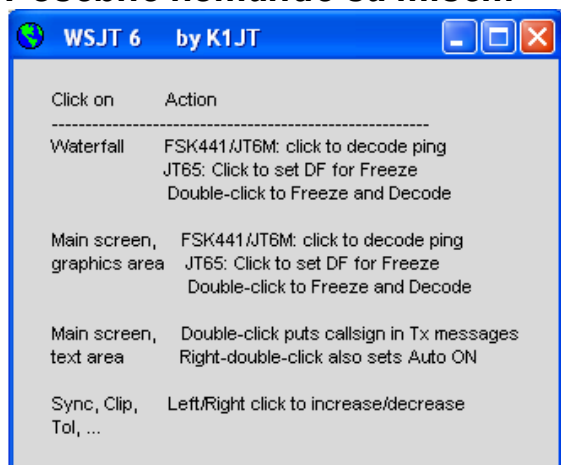 Posebne komande sa mišem
WSJT 6 by K1JT
Click on Action
--------------------------------------------------------
Waterfall FSK441/JT6M: click to decode ping
JT65: Click to set DF for Freeze
Double-click to Freeze and Decode
Main screen, FSK441/JT6M: click to decode ping
graphics area JT65: Click to set DF for Freeze
Double-click to Freeze and Decode
Main screen, Double-click puts callsign in Tx messages
text area Right-double-click also sets Auto ON
Sync, Clip, Left/Right click to increase/decrease
Tol, ...